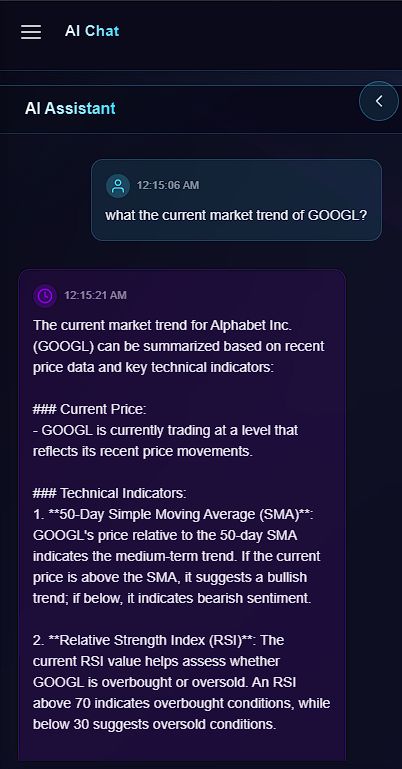 AI Chat
AI Assistant
12:15:06 AM
what the current market trend of GOOGL?
12:15:21 AM
The current market trend for Alphabet Inc.
(GOOGL) can be summarized based on recent
price data and key technical indicators:
### Current Price:
- GOOGL is currently trading at a level that
reflects its recent price movements.
### Technical Indicators:
1. **50-Day Simple Moving Average (SMA)**:
GOOGL's price relative to the 50-day SMA
indicates the medium-term trend. If the current
price is above the SMA, it suggests a bullish
trend; if below, it indicates bearish sentiment.
2. **Relative Strength Index (RSI)**: The
current RSI value helps assess whether
GOOGL is overbought or oversold. An RSI
above 70 indicates overbought conditions, while
below 30 suggests oversold conditions.